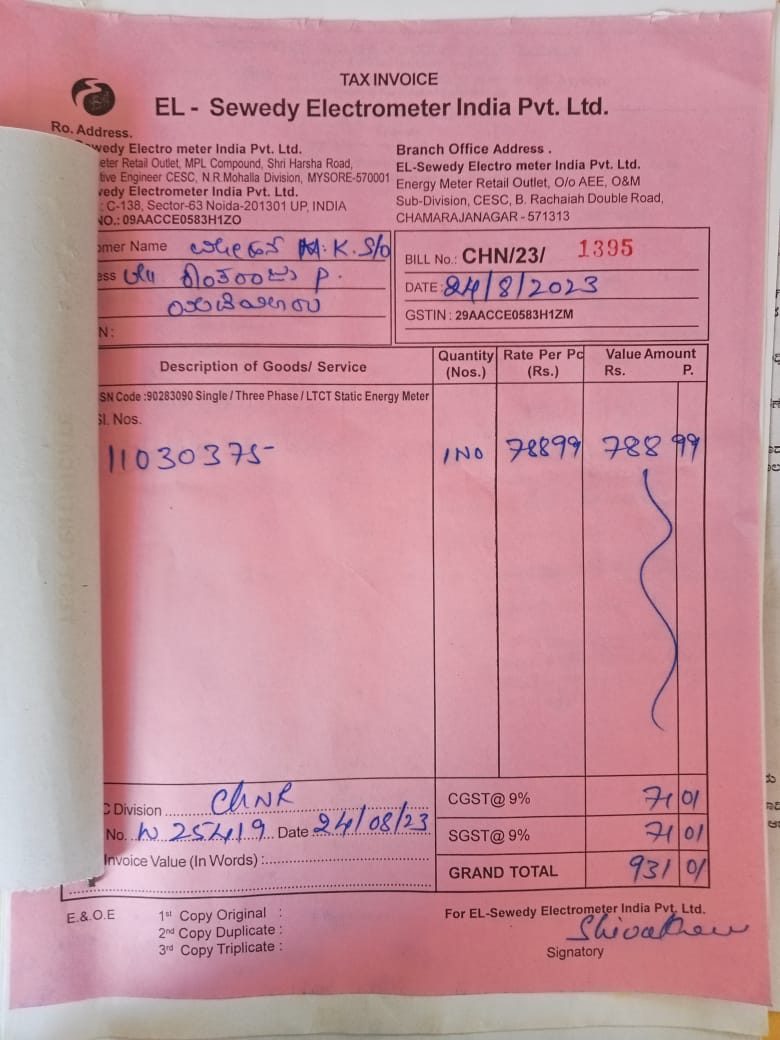 TAX INVOICE
EL - Sewedy Electrometer India Pvt. Ltd.
Ro. Address.
wedy Electro meter India Pvt. Ltd.
eter Retail Outlet, MPL Compound, Shri Harsha Road,
tive Engineer CESC, N.R.Mohalla Division, MYSORE-570001
vedy Electrometer India Pvt. Ltd.
: C-138, Sector-63 Noida-201301 UP, INDIA
NO.: 09AACCE0583H1ZO
Branch Office Address .
EL-Sewedy Electro meter India Pvt. Ltd.
Energy Meter Retail Outlet, O/o AEE, O&M
Sub-Division, CESC, B. Rachaiah Double Road,
CHAMARAJANAGAR - 571313
omer Name M.K. S/o
ess P.
N:
BILL No.: CHN/23/ 1395
DATE : 24/8/2023
GSTIN : 29AACCE0583H1ZM
Description of Goods/ Service Quantity (Nos.) Rate Per Pc (Rs.) Value Amount Rs. P.
SN Code :90283090 Single / Three Phase / LTCT Static Energy Meter
Sl. Nos.
11030375 1NO 78899 788 99
C Division CHNR
No. W 25419 Date 24/08/23
Invoice Value (In Words) :
CGST@ 9% 71 01
SGST@ 9% 71 01
GRAND TOTAL 931 01
E.& O.E
1st Copy Original :
2nd Copy Duplicate :
3rd Copy Triplicate :
For EL-Sewedy Electrometer India Pvt. Ltd.
Signatory